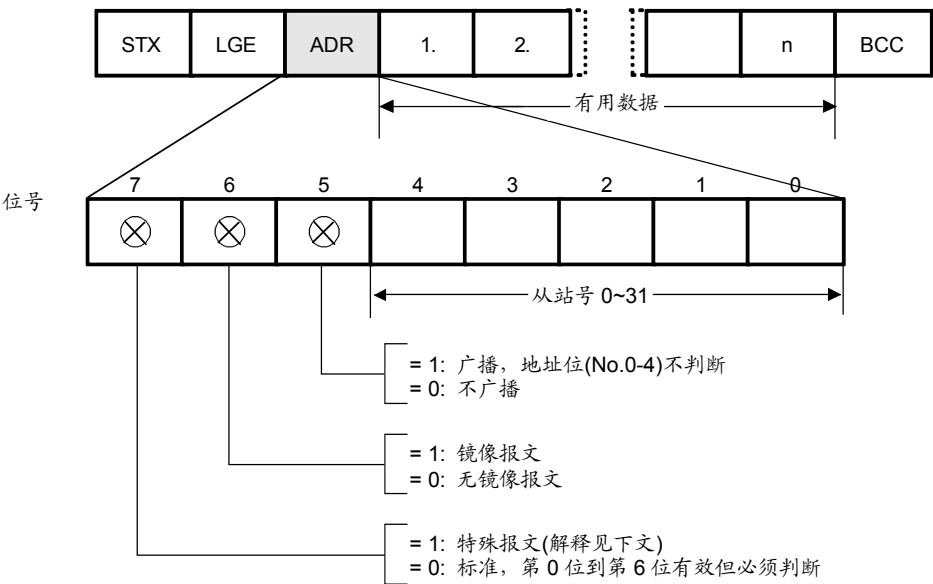 STX LGE ADR 1. 2. n BCC
有用数据
位号 7 6 5 4 3 2 1 0
从站号 0~31
= 1: 广播，地址位(No.0-4)不判断
= 0: 不广播
= 1: 镜像报文
= 0: 无镜像报文
= 1: 特殊报文(解释见下文)
= 0: 标准，第 0 位到第 6 位有效但必须判断